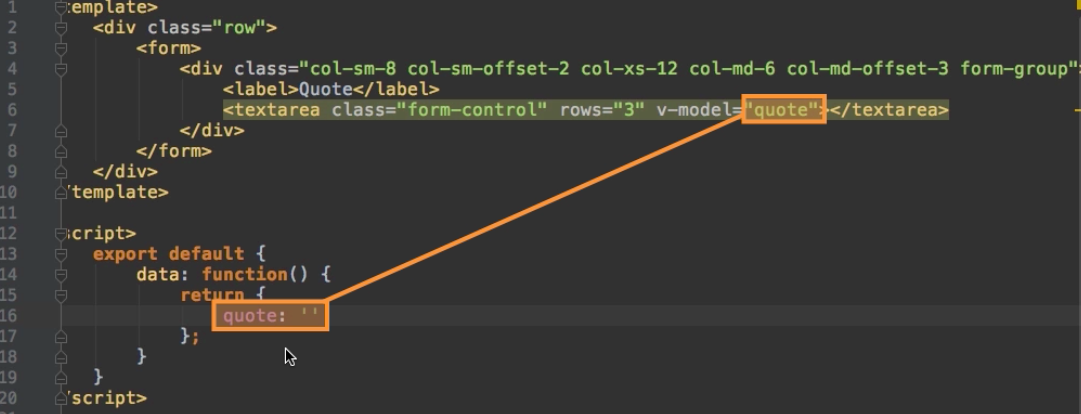 1 template>
2 <div class="row">
3 <form>
4 <div class="col-sm-8 col-sm-offset-2 col-xs-12 col-md-6 col-md-offset-3 form-group"
5 <label>Quote</label>
6 <textarea class="form-control" rows="3" v-model="quote"></textarea>
7 </div>
8 </form>
9 </div>
10 /template>
11
12 script>
13 export default {
14 data: function() {
15 return {
16 quote: ''
17 };
18 }
19 }
20 /script>